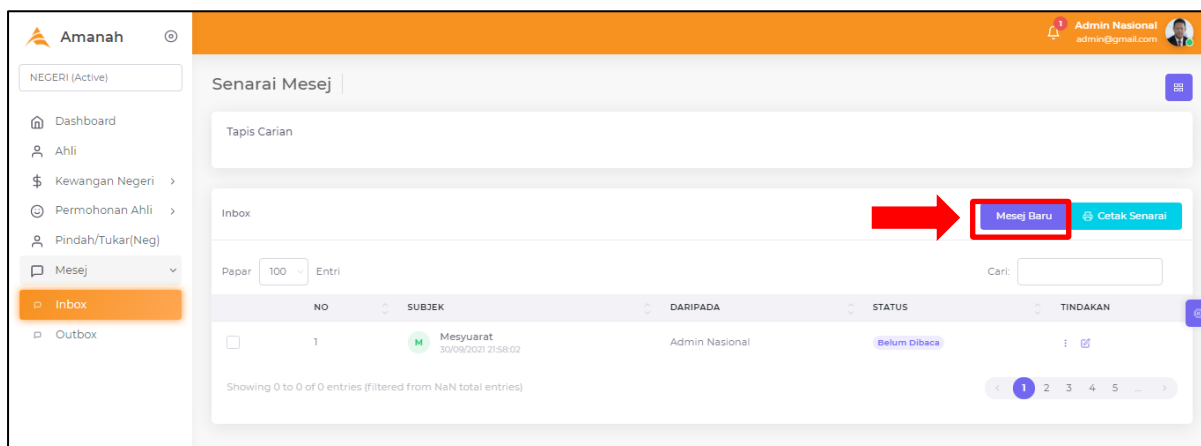 Amanah
1
Admin Nasional
admin@gmail.com
NEGERI (Active)
Dashboard
Ahli
Kewangan Negeri
Permohonan Ahli
Pindah/Tukar(Neg)
Mesej
Inbox
Outbox
Senarai Mesej
Tapis Carian
Inbox
Mesej Baru
Cetak Senarai
Papar 100 Entri
Cari:
NO SUBJEK DARIPADA STATUS TINDAKAN
1 M Mesyuarat Admin Nasional Belum Dibaca
30/09/2021 21:58:02
Showing 0 to 0 of 0 entries (filtered from NaN total entries)
1 2 3 4 5 ...